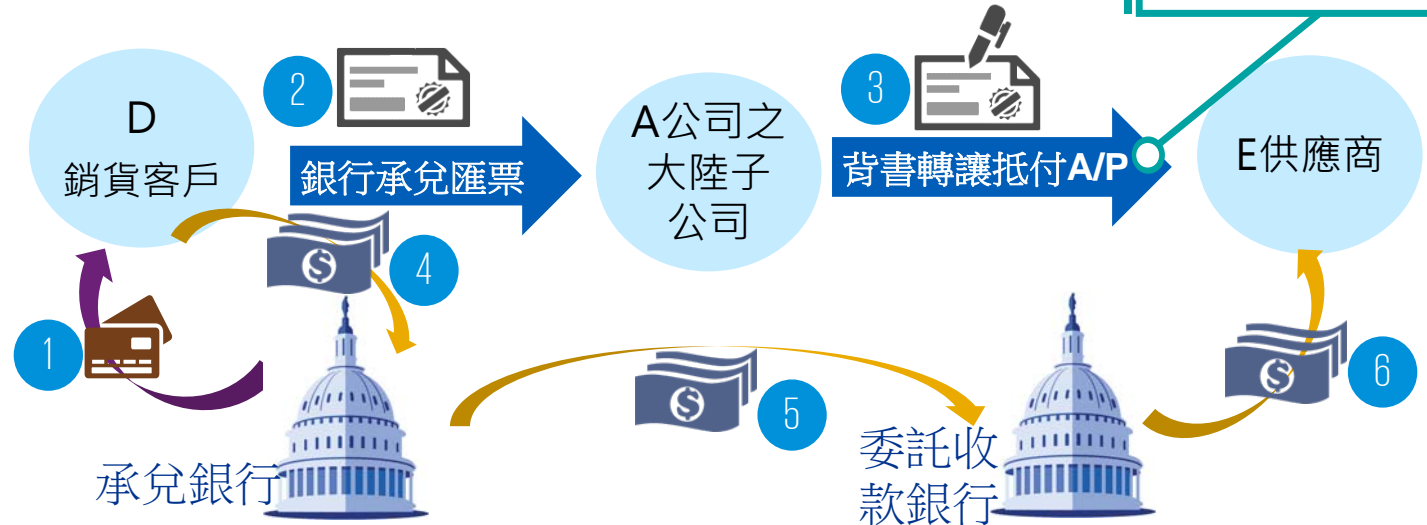 D
銷貨客戶
2
銀行承兌匯票
A公司之
大陸子
公司
3
背書轉讓抵付A/P
E供應商
4
1
5
6
承兌銀行
委託收
款銀行